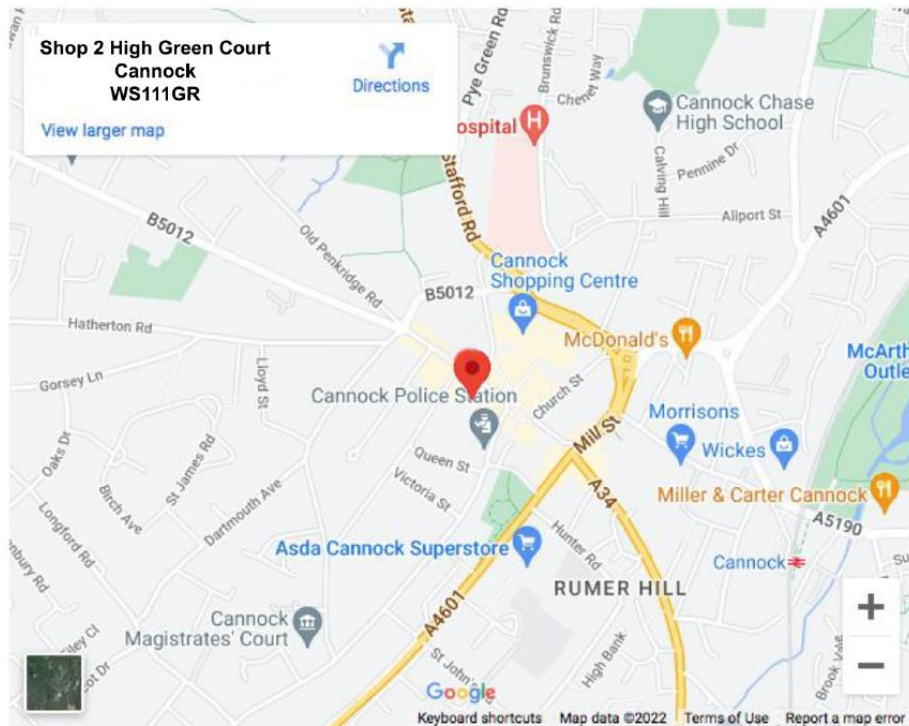 Shop 2 High Green Court
Cannock
WS111GR
Directions
View larger map
Pye Green Rd
Brunswick Rd
Chenet Way
ospital
H
Cannock Chase
High School
Calving Hill
Pennine Dr
Stafford Rd
Allport St
A4601
B5012
Old Penkridge Rd
B5012
Cannock
Shopping Centre
Hatherton Rd
McDonald's
McArth
Outle
Gorsey Ln
Lloyd St
Cannock Police Station
Church St
Morrisons
Mill St
Wickes
Oaks Dr
St James Rd
Queen St
Birch Ave
Victoria St
A34
Miller & Carter Cannock
Longford Rd
Dartmouth Ave
A5190
Asda Cannock Superstore
Hunter Rd
Cannock
RUMER HILL
A4601
Cannock
Magistrates' Court
+
−
High Bank
St John
Brook Vale
Google
Keyboard shortcuts
Map data ©2022
Terms of Use
Report a map error